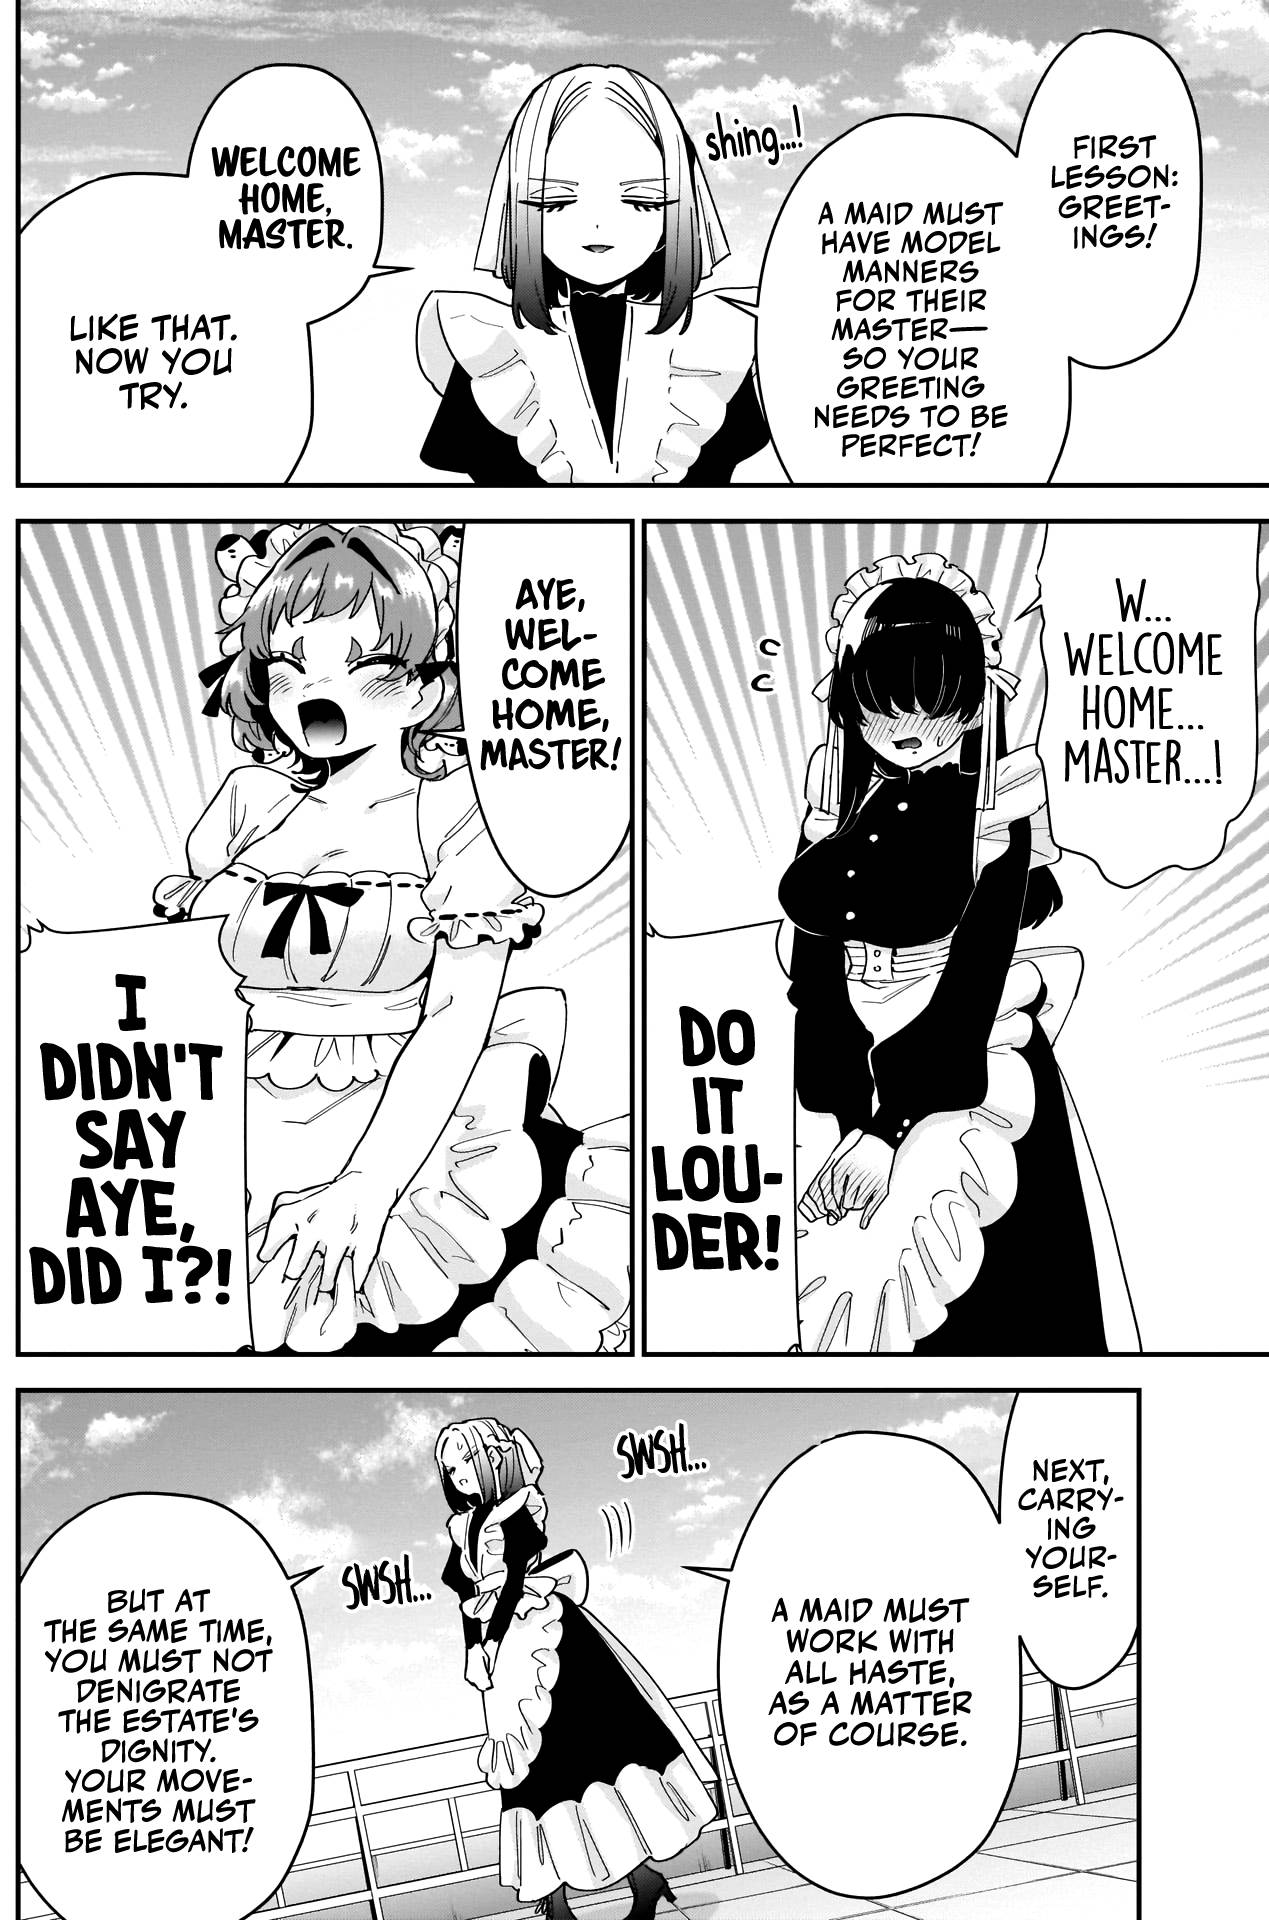 FIRST
LESSON:
GREET-
INGS!
A MAID MUST
HAVE MODEL
MANNERS
FOR THEIR
MASTER—
SO YOUR
GREETING
NEEDS TO BE
PERFECT!
shing...!
WELCOME
HOME,
MASTER.
LIKE THAT.
NOW YOU
TRY.
W...
WELCOME
HOME...
MASTER...!
DO
IT
LOU-
DER!
AYE,
WEL-
COME
HOME,
MASTER!
I
DIDN'T
SAY
AYE,
DID I?!
NEXT,
CARRY-
ING
YOUR-
SELF.
A MAID MUST
WORK WITH
ALL HASTE,
AS A MATTER
OF COURSE.
SWSH...
SWSH...
BUT AT
THE SAME TIME,
YOU MUST NOT
DENIGRATE
THE ESTATE'S
DIGNITY.
YOUR MOVE-
MENTS MUST
BE ELEGANT!